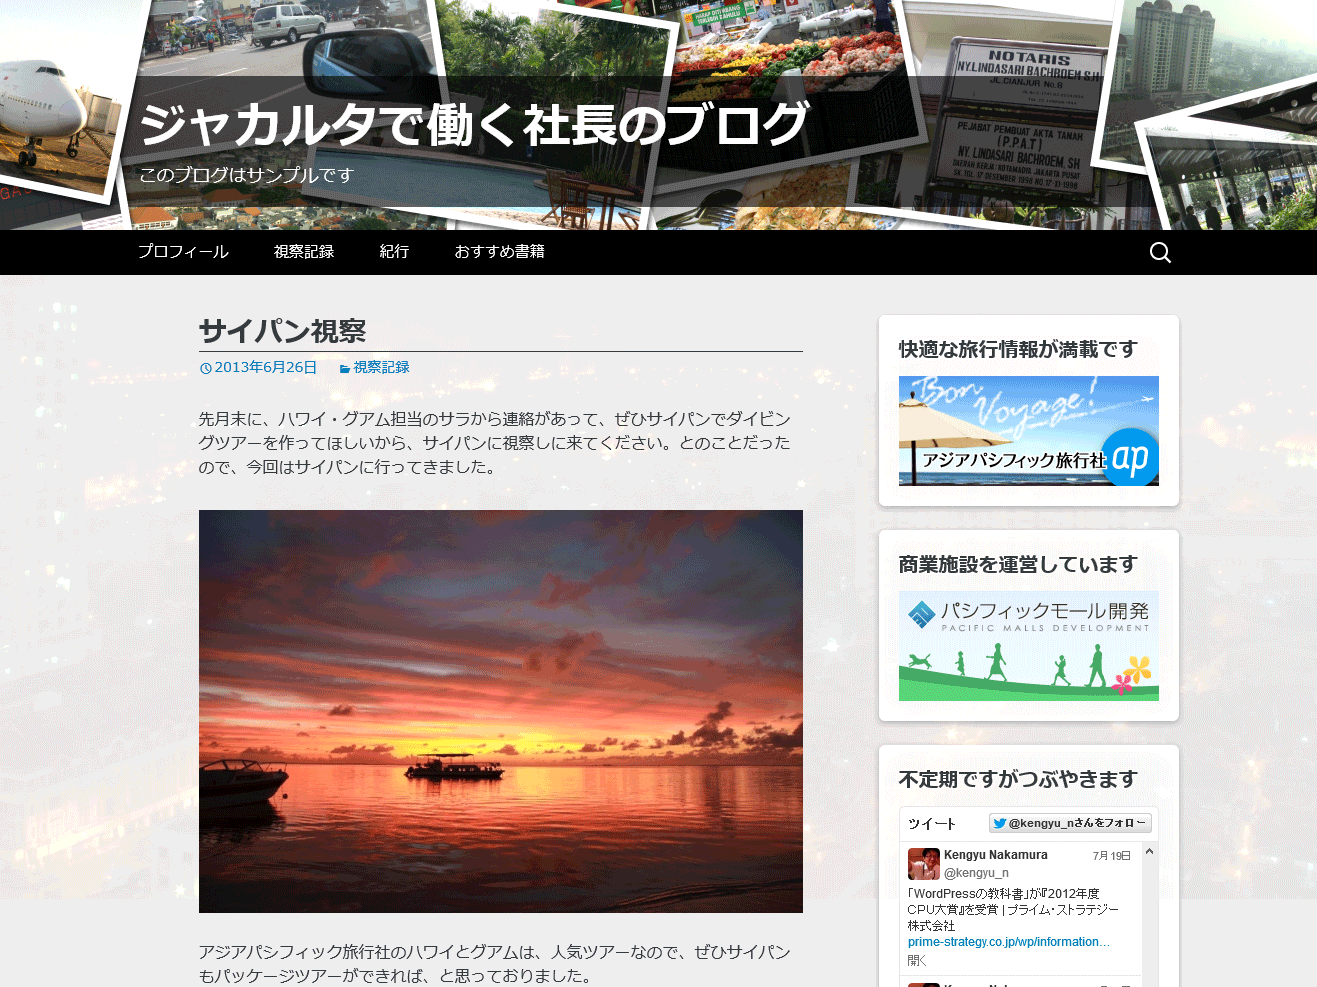 HARAP DITI
NOTARIS
NY.LINDASARI BACHROEM, S.H
JL.CIANJUR No.8
PEJABAT PEMBUAT AKTA TANAH
(P.P.A.T)
NY. LINDASARI BACHROEM, SH
DAERAH KERJA KOTAMADIA JAKARTA PUSAT
ジャカルタで働く社長のブログ
このブログはサンプルです
プロフィール 視察記録 紀行 おすすめ書籍
サイパン視察
2013年6月26日 視察記録
先月末に、ハワイ・グアム担当のサラから連絡があって、ぜひサイパンでダイビン
グツアーを作ってほしいから、サイパンに視察しに来てください。とのことだった
ので、今回はサイパンに行ってきました。
アジアパシフィック旅行社のハワイとグアムは、人気ツアーなので、ぜひサイパン
もパッケージツアーができれば、と思っておりました。
快適な旅行情報が満載です
Bon Voyage!
アジアパシフィック旅行社 ap
商業施設を運営しています
パシフィックモール開発
PACIFIC MALLS DEVELOPMENT
不定期ですがつぶやきます
ツイート @kengyu_nさんをフォロー
Kengyu Nakamura 7月19日
@kengyu_n
「WordPressの教科書」が『2012年度
CPU大賞』を受賞 | プライム・ストラテジー
株式会社
prime-strategy.co.jp/wp/information...
開く